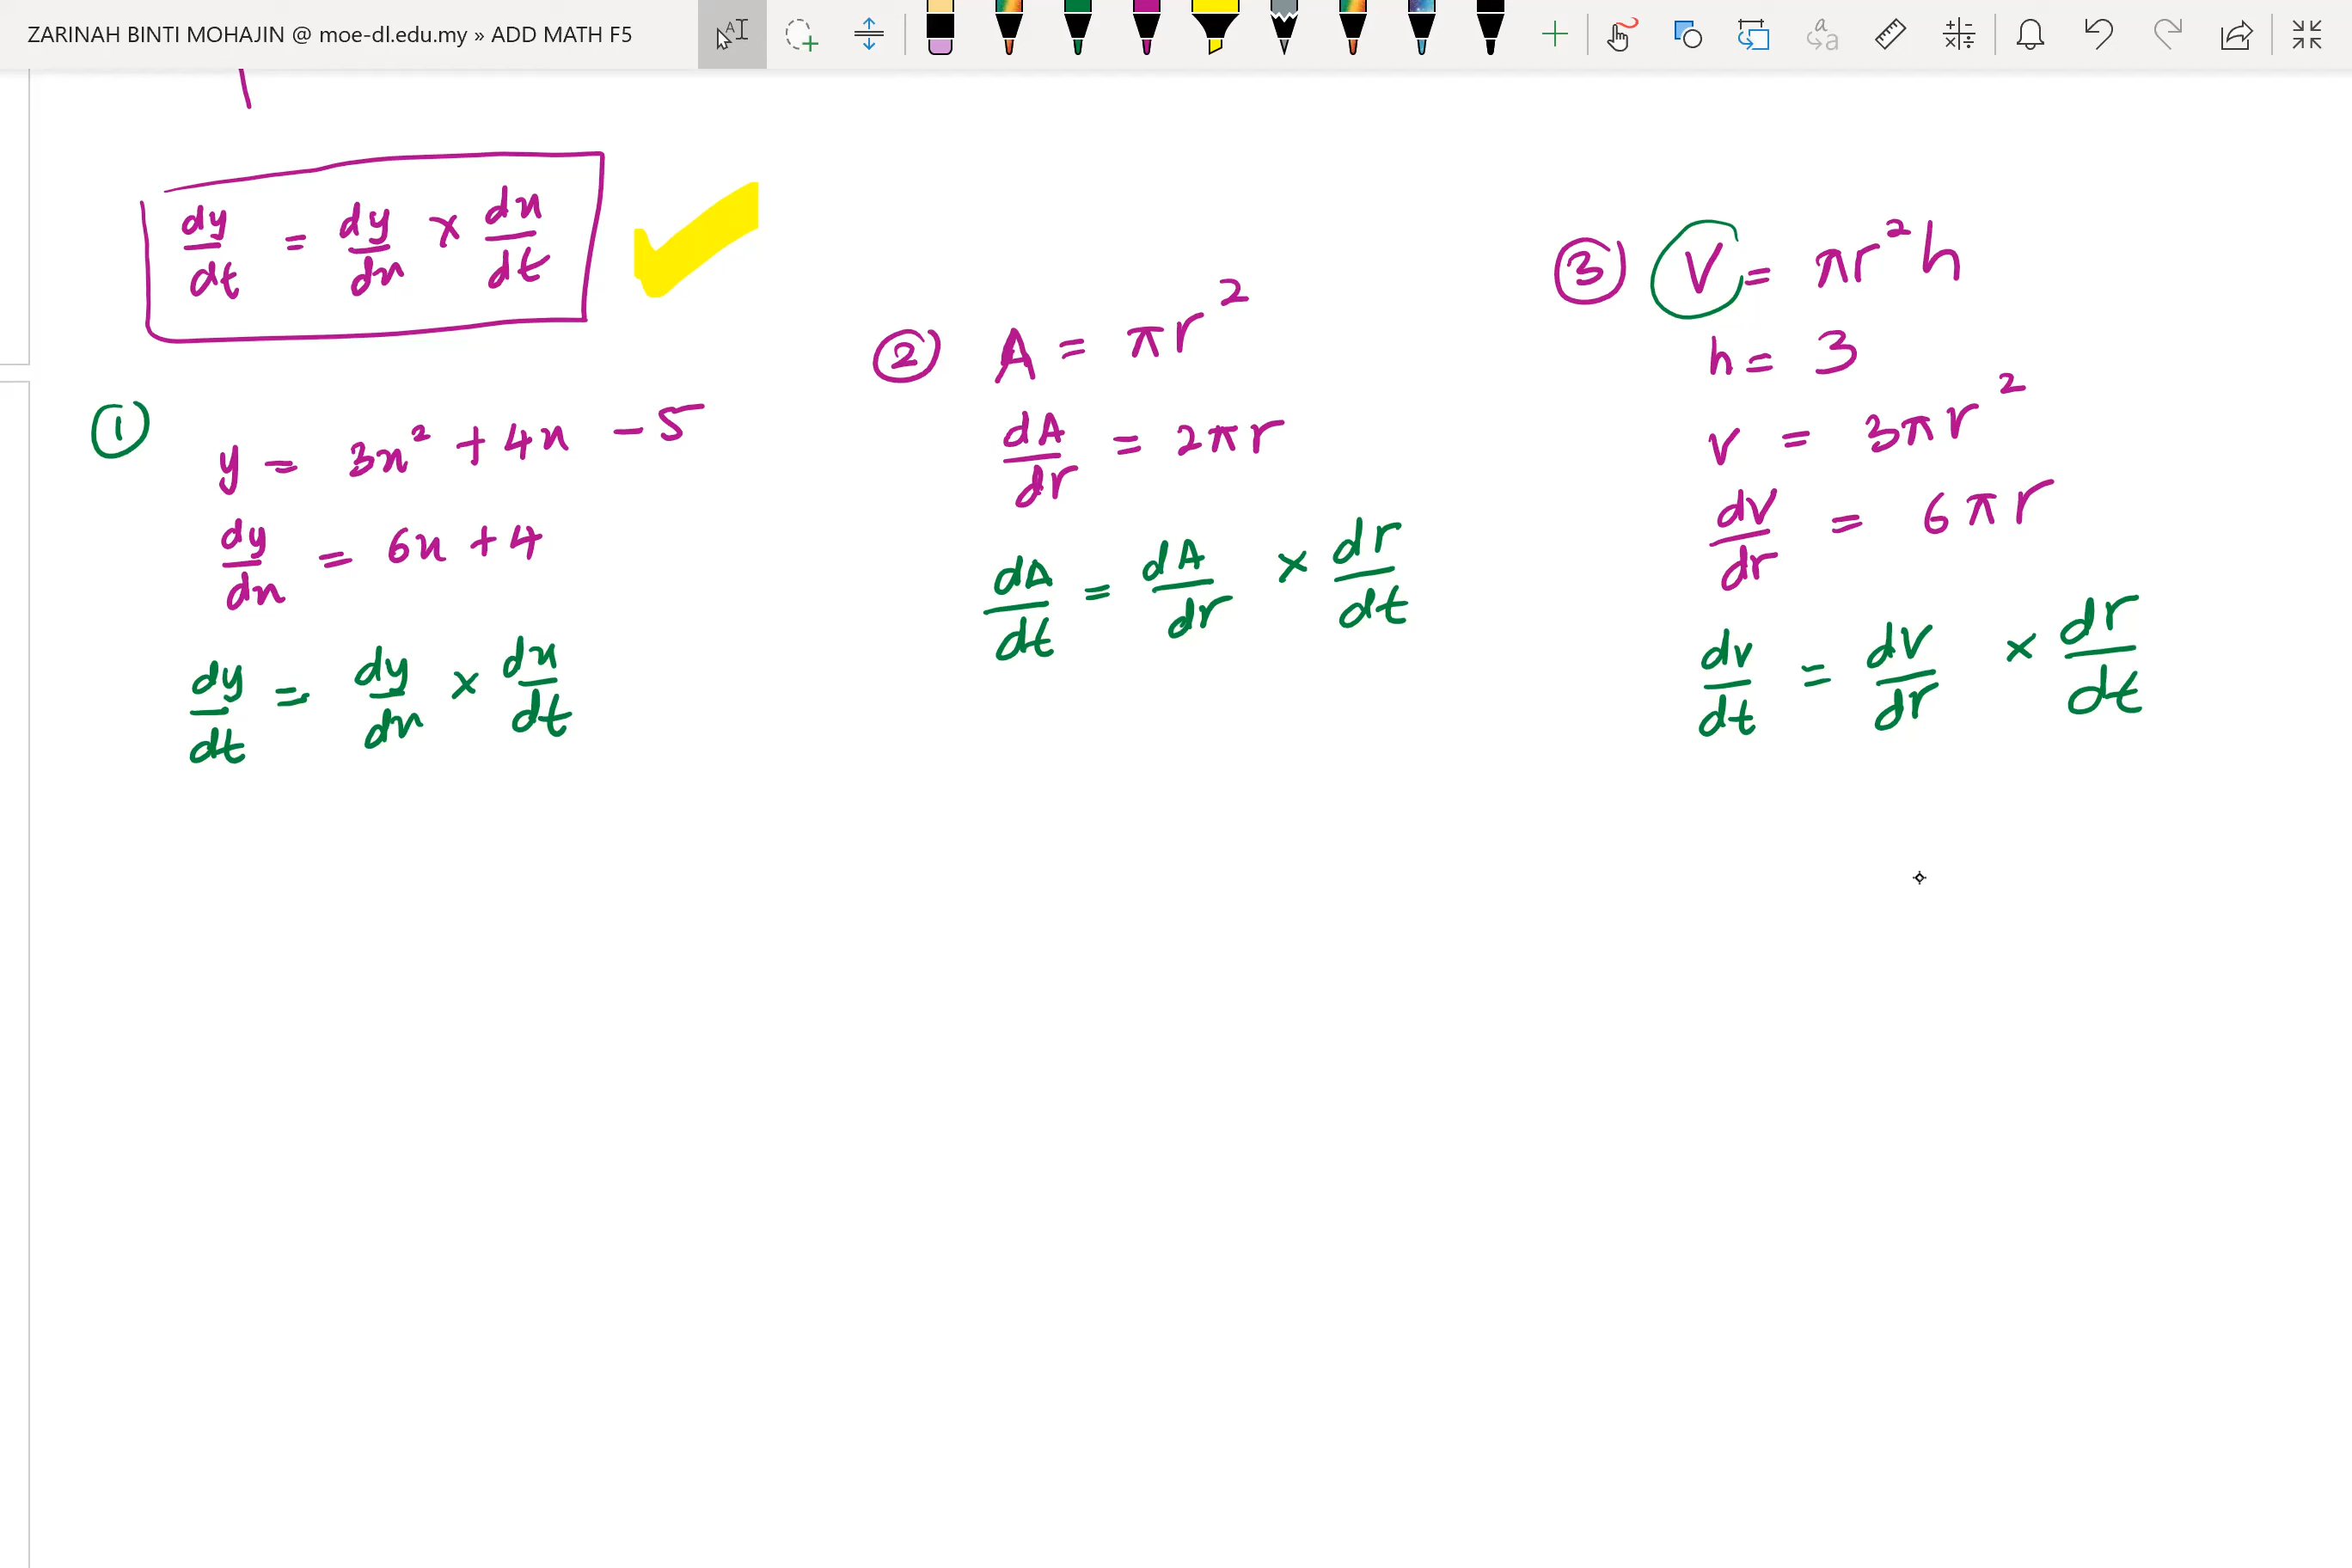 ZARINAH BINTI MOHAJIN @ moe-dl.edu.my » ADD MATH F5
dy/dt = dy/dx × dx/dt
① y = 3x² + 4x - 5
dy/dx = 6x + 4
dy/dt = dy/dx × dx/dt
② A = πr²
dA/dr = 2πr
dA/dt = dA/dr × dr/dt
③ V = πr²h
h = 3
v = 3πr²
dv/dr = 6πr
dv/dt = dv/dr × dr/dt